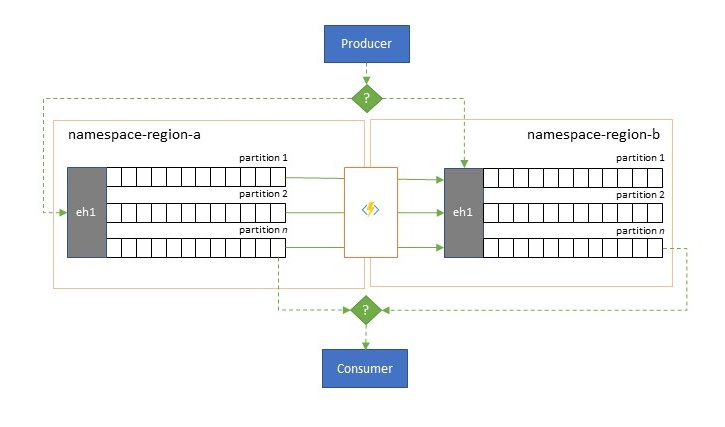 Producer
?
namespace-region-a
namespace-region-b
partition 1
partition 1
partition 2
partition 2
eh1
eh1
partition n
partition n
?
Consumer